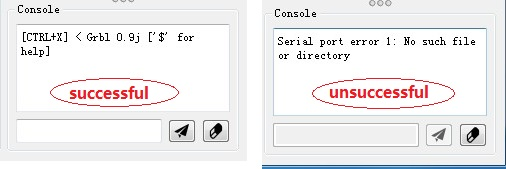 Console
[CTRL+X] < Grbl 0.9j ['$' for
help]
successful
Console
Serial port error 1: No such file
or directory
unsuccessful